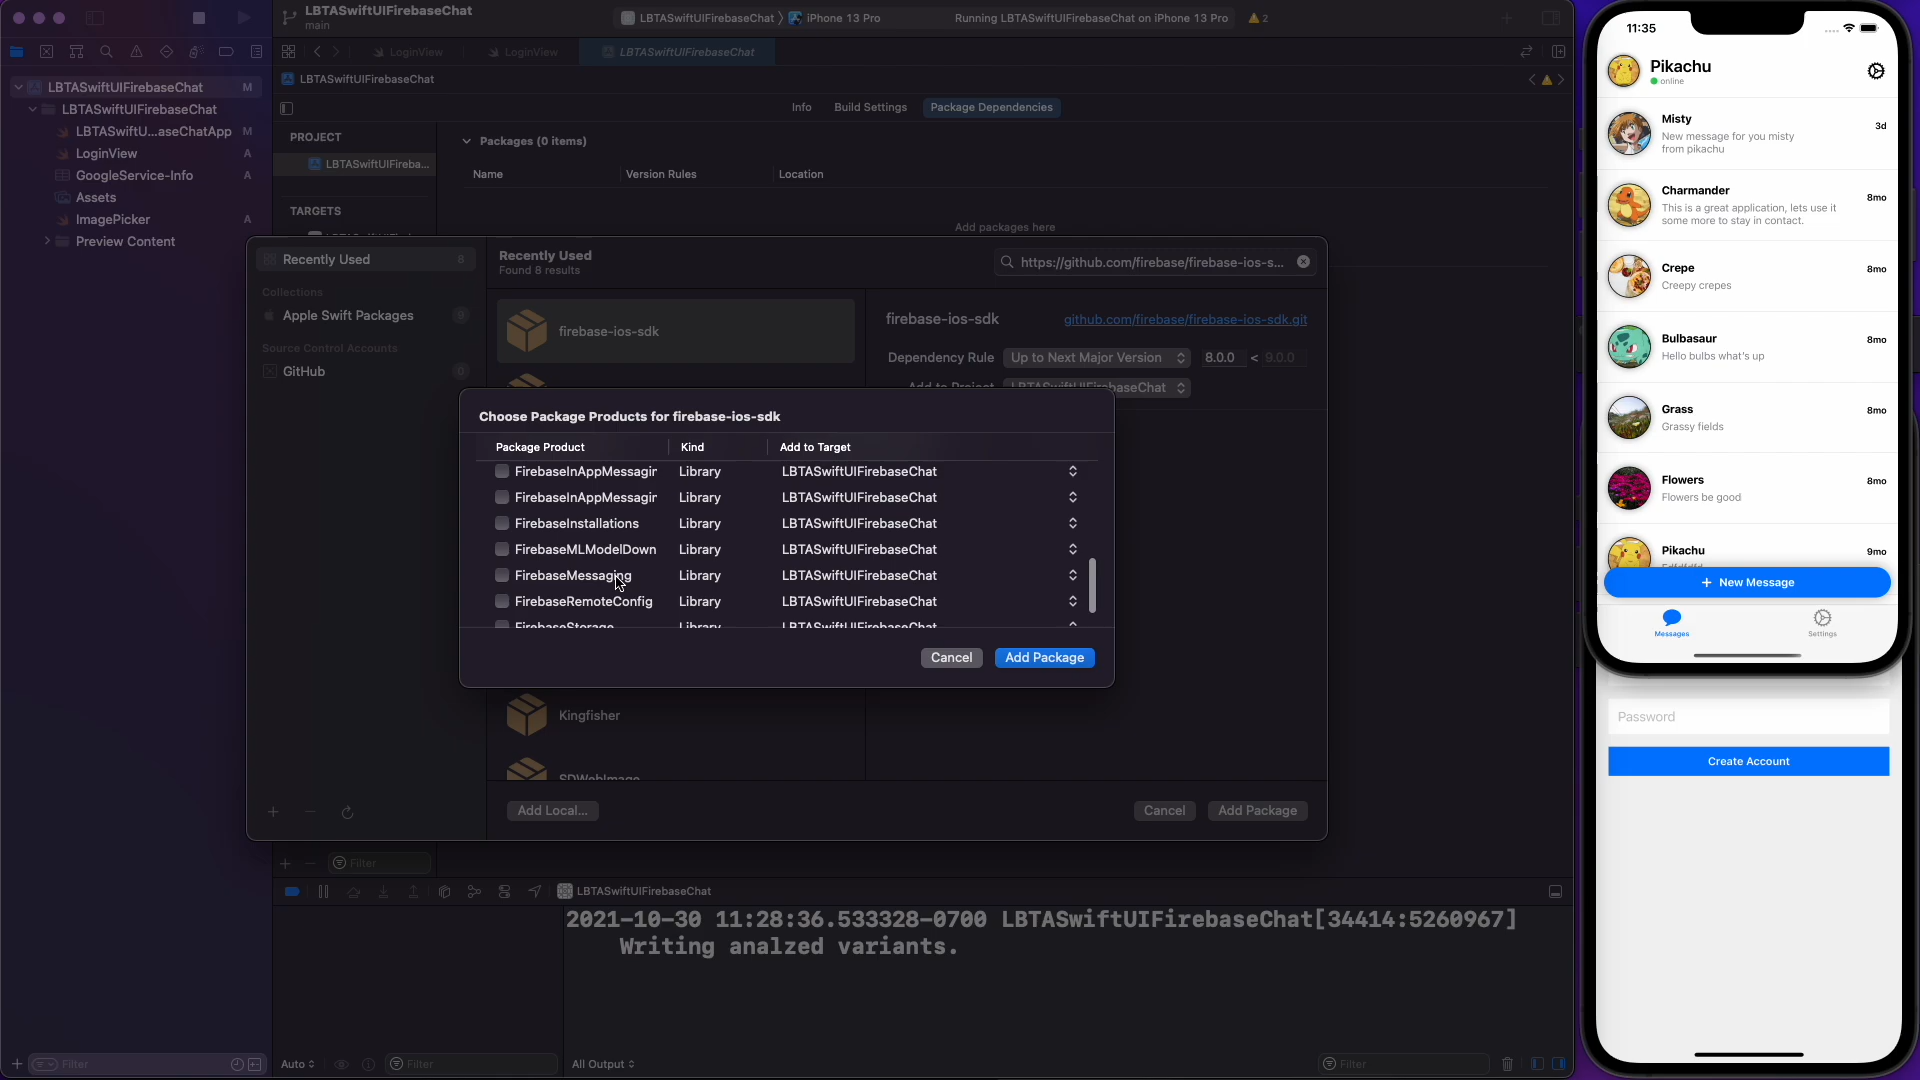 LBTASwiftUIFirebaseChat
main
LBTASwiftUIFirebaseChat
iPhone 13 Pro
Running LBTASwiftUIFirebaseChat on iPhone 13 Pro
2
LoginView
LoginView
LBTASwiftUIFirebaseChat
LBTASwiftUIFirebaseChat
LBTASwiftUIFirebaseChat M
LBTASwiftUIFirebaseChat
LBTASwiftU...aseChatApp M
LoginView A
GoogleService-Info A
Assets
ImagePicker A
Preview Content
Info
Build Settings
Package Dependencies
PROJECT
LBTASwiftUIFireba...
TARGETS
Packages (0 items)
Name
Version Rules
Location
Add packages here
Recently Used 8
Collections
Apple Swift Packages 9
Source Control Accounts
GitHub 0
Recently Used
Found 8 results
https://github.com/firebase/firebase-ios-s...
firebase-ios-sdk
firebase-ios-sdk
github.com/firebase/firebase-ios-sdk.git
Dependency Rule Up to Next Major Version 8.0.0 < 9.0.0
Add to Project LBTASwiftUIFirebaseChat
Choose Package Products for firebase-ios-sdk
Package Product Kind Add to Target
FirebaseInAppMessagin Library LBTASwiftUIFirebaseChat
FirebaseInAppMessagin Library LBTASwiftUIFirebaseChat
FirebaseInstallations Library LBTASwiftUIFirebaseChat
FirebaseMLModelDown Library LBTASwiftUIFirebaseChat
FirebaseMessaging Library LBTASwiftUIFirebaseChat
FirebaseRemoteConfig Library LBTASwiftUIFirebaseChat
FirebaseStorage Library LBTASwiftUIFirebaseChat
Cancel
Add Package
Kingfisher
SDWebImage
Add Local...
Cancel
Add Package
Filter
LBTASwiftUIFirebaseChat
2021-10-30 11:28:36.533328-0700 LBTASwiftUIFirebaseChat[34414:5260967]
Writing analzed variants.
Filter
Auto
Filter
All Output
Filter
11:35
Pikachu
online
Misty
3d
New message for you misty
from pikachu
Charmander
8mo
This is a great application, lets use it
some more to stay in contact.
Crepe
8mo
Creepy crepes
Bulbasaur
8mo
Hello bulbs what's up
Grass
8mo
Grassy fields
Flowers
8mo
Flowers be good
Pikachu
9mo
+ New Message
Messages
Settings
Password
Create Account